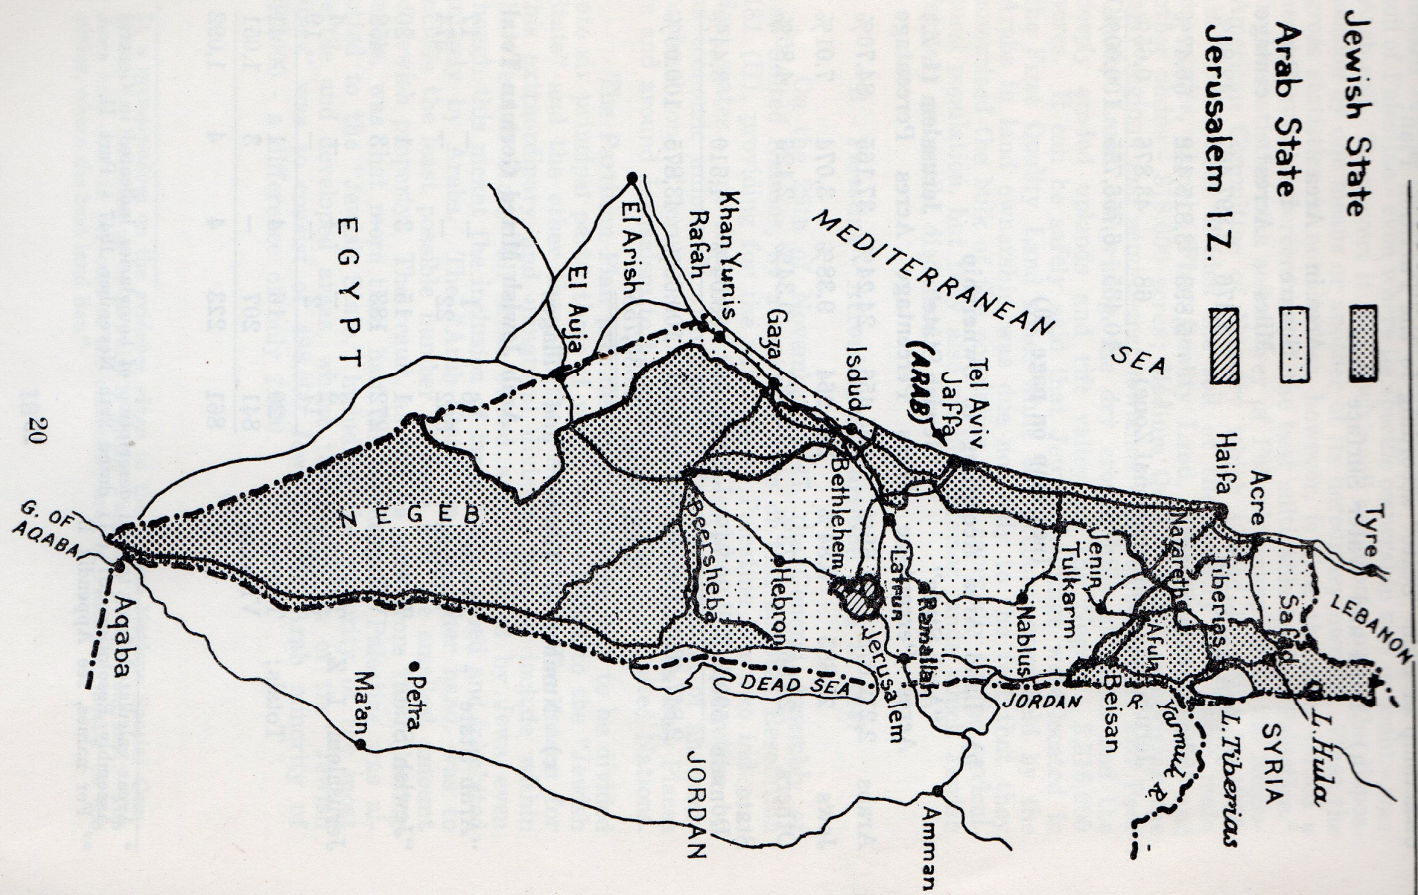 Jewish State
Arab State
Jerusalem I.Z.
Tyre
LEBANON
Acre
Haifa
Safad
L. Hula
SYRIA
L. Tiberias
Tiberias
Nazareth
Yarmuk R.
Afula
Beisan
Jenin
JORDAN R.
Tulkarm
Nablus
MEDITERRANEAN SEA
Tel Aviv
Jaffa
(ARAB)
Ramallah
Latrun
Amman
Jerusalem
Isdud
Bethlehem
DEAD SEA
Hebron
Gaza
Khan Yunis
Rafah
Beersheba
JORDAN
El Arish
El Auja
NEGEB
EGYPT
Petra
Ma'an
Aqaba
G. OF
AQABA
20